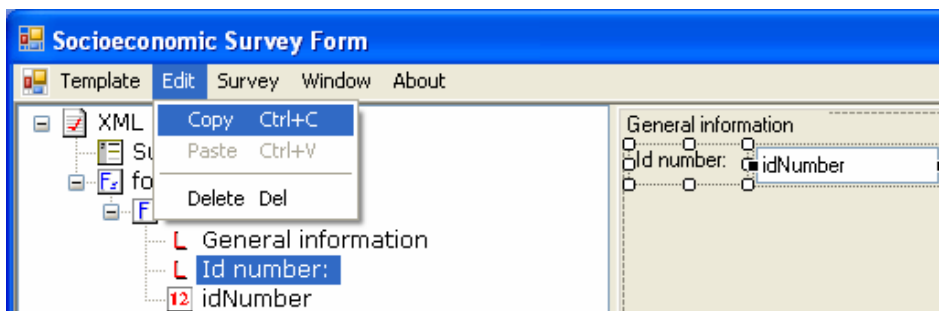 Socioeconomic Survey Form
Template Edit Survey Window About
XML
Copy Ctrl+C
Paste Ctrl+V
Delete Del
General information
Id number:
12 idNumber
General information
Id number: idNumber